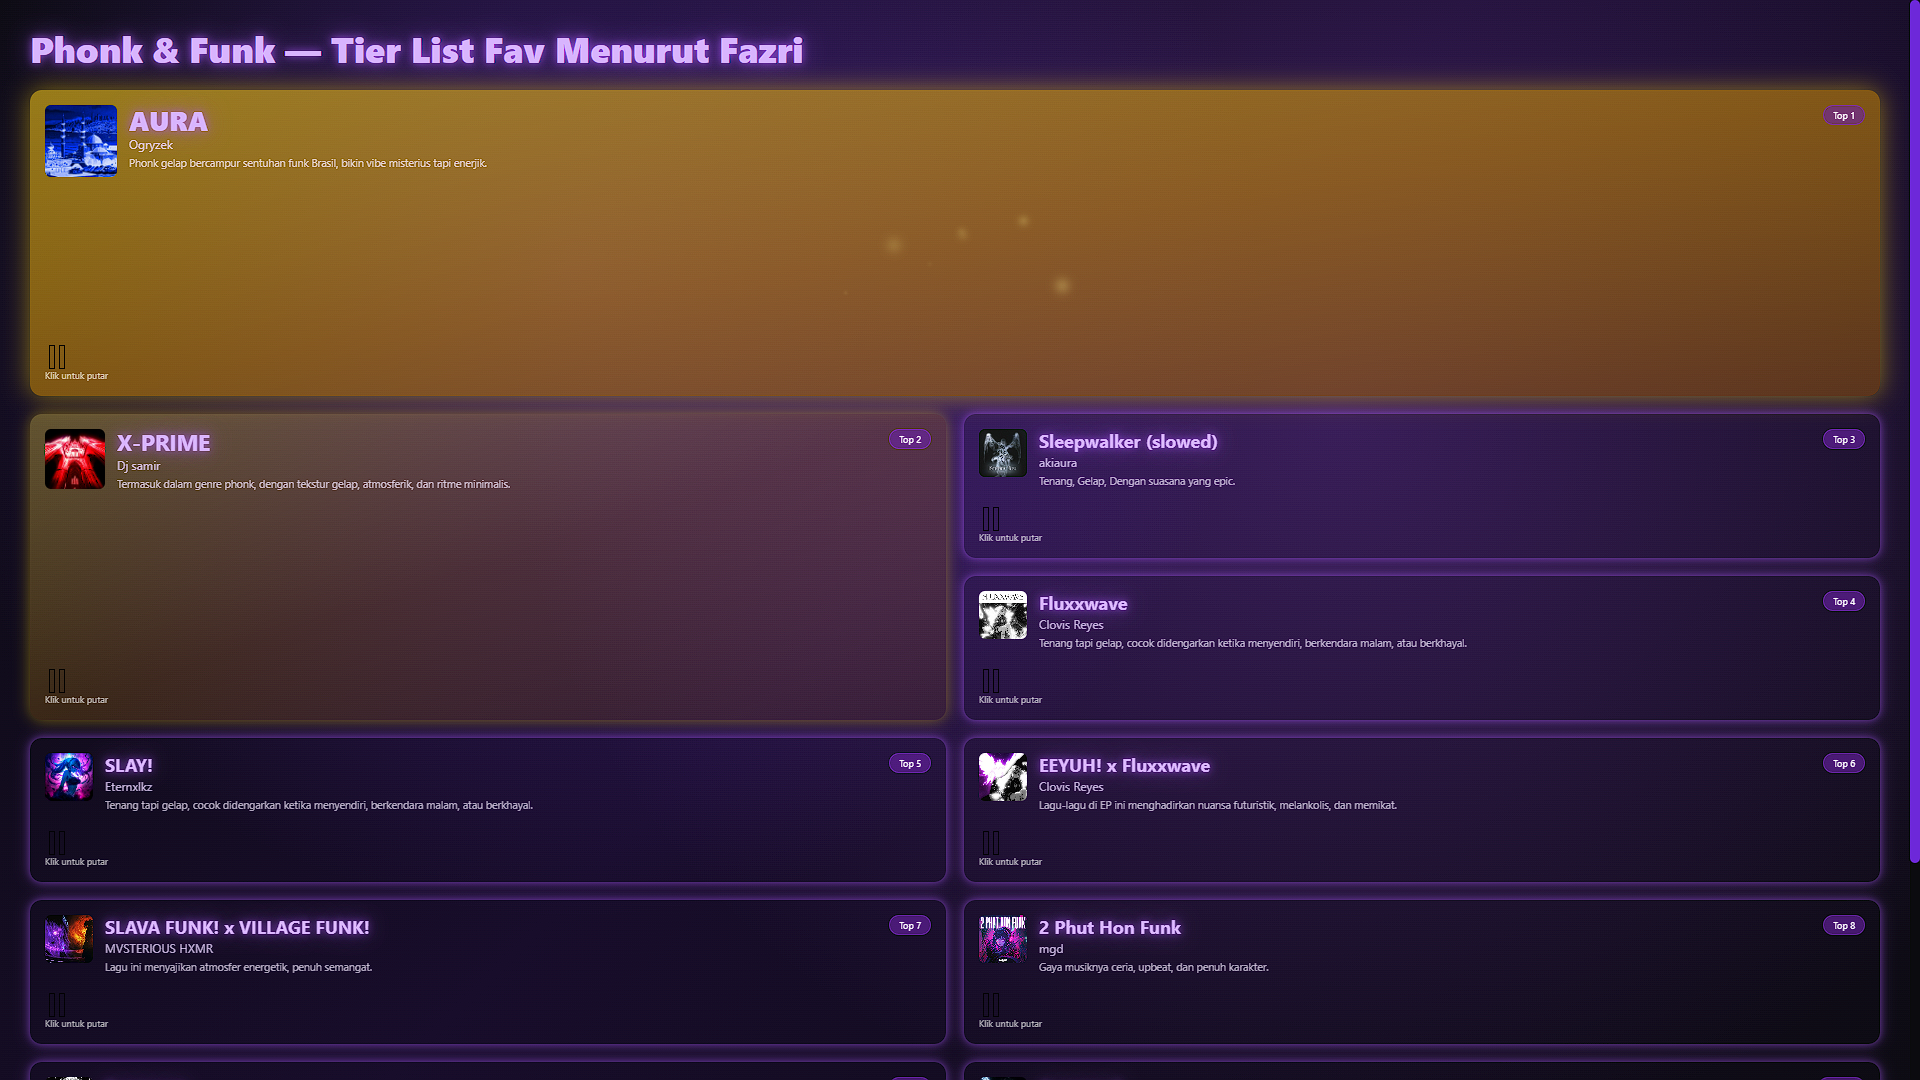 Phonk & Funk — Tier List Fav Menurut Fazri
AURA
Top 1
Ogryzek
Phonk gelap bercampur sentuhan funk Brasil, bikin vibe misterius tapi enerjik.
Klik untuk putar
X-PRIME
Top 2
Dj samir
Termasuk dalam genre phonk, dengan tekstur gelap, atmosferik, dan ritme minimalis.
Klik untuk putar
Sleepwalker (slowed)
Top 3
akiaura
Tenang, Gelap, Dengan suasana yang epic.
Klik untuk putar
FLUXXWAVE
Fluxxwave
Top 4
Clovis Reyes
Tenang tapi gelap, cocok didengarkan ketika menyendiri, berkendara malam, atau berkhayal.
Klik untuk putar
SLAY!
Top 5
Eternxlkz
Tenang tapi gelap, cocok didengarkan ketika menyendiri, berkendara malam, atau berkhayal.
Klik untuk putar
EEYUH! x Fluxxwave
Top 6
Clovis Reyes
Lagu-lagu di EP ini menghadirkan nuansa futuristik, melankolis, dan memikat.
Klik untuk putar
SLAVA FUNK! x VILLAGE FUNK!
Top 7
MVSTERIOUS HXMR
Lagu ini menyajikan atmosfer energetik, penuh semangat.
Klik untuk putar
2 PHUT HON FUNK
2 Phut Hon Funk
Top 8
mgd
Gaya musiknya ceria, upbeat, dan penuh karakter.
Klik untuk putar